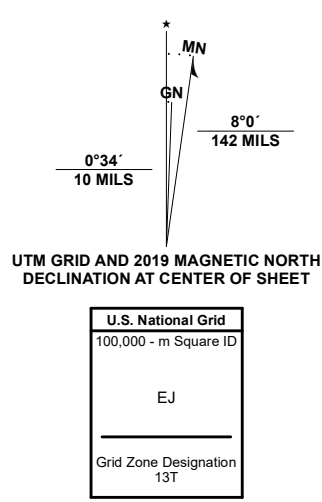 ★
MN
GN
8°0´
142 MILS
0°34´
10 MILS
UTM GRID AND 2019 MAGNETIC NORTH
DECLINATION AT CENTER OF SHEET
U.S. National Grid
100,000 - m Square ID
EJ
Grid Zone Designation
13T